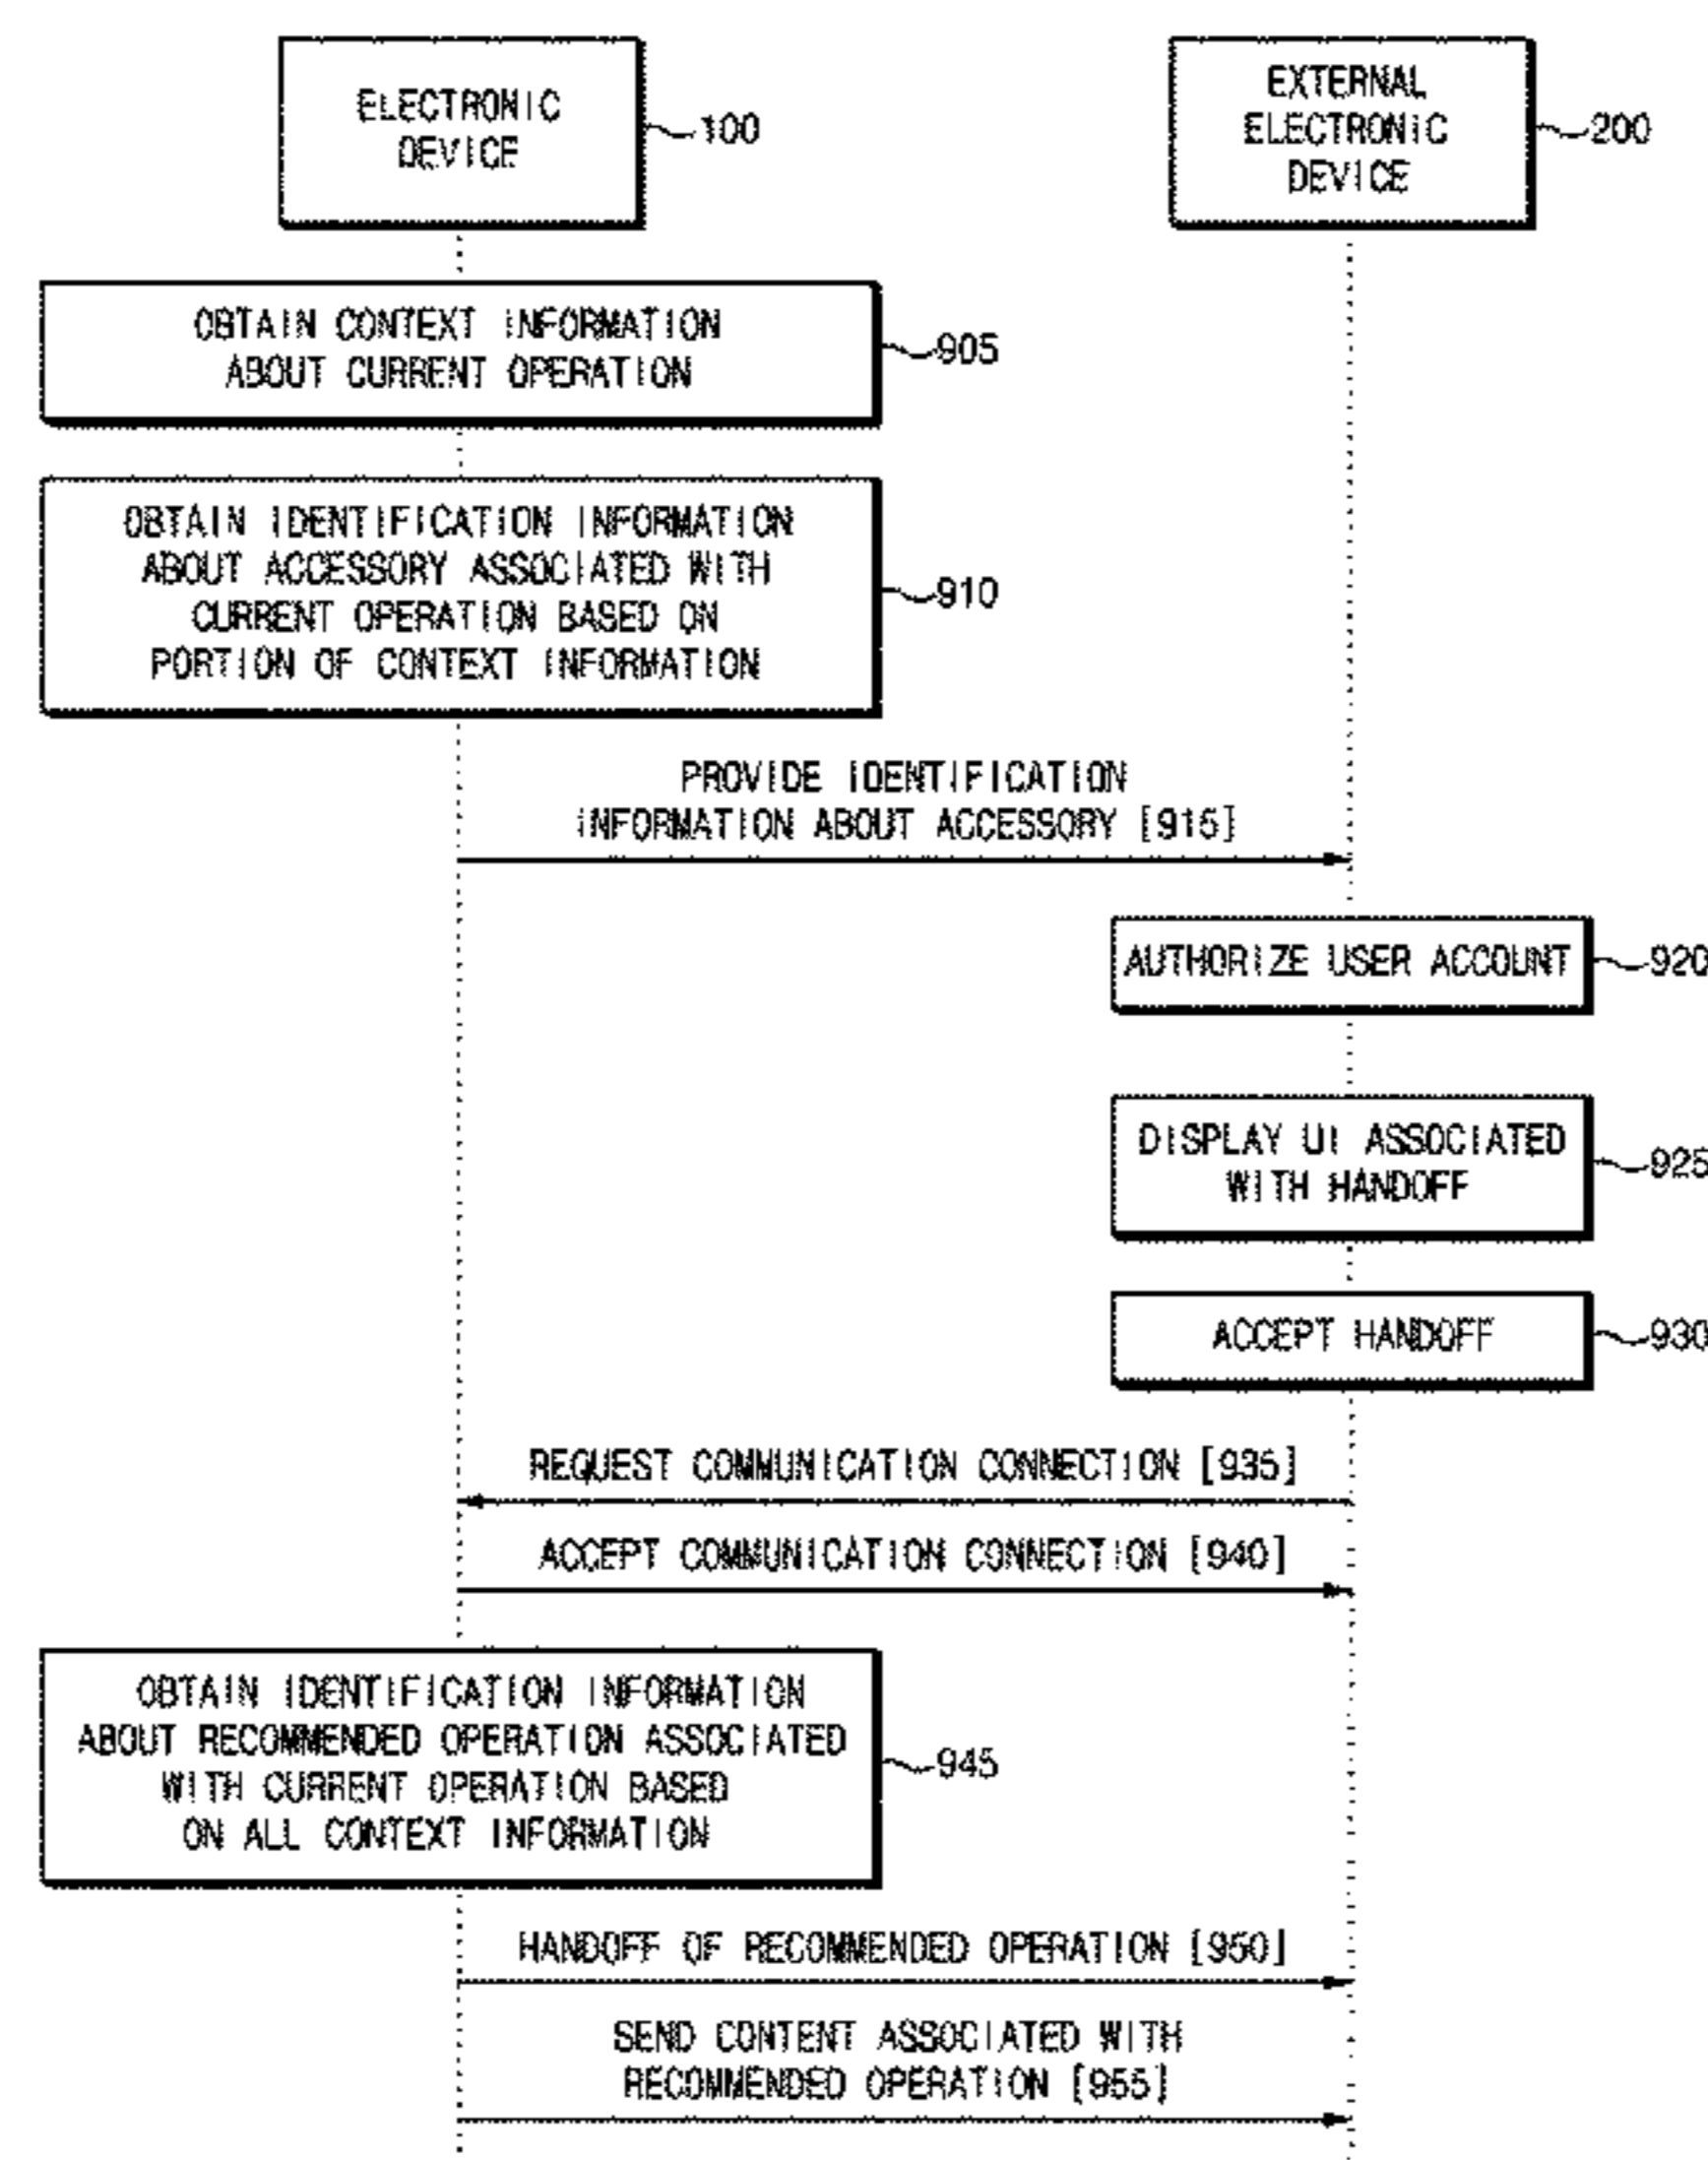 ELECTRONIC
DEVICE
100
EXTERNAL
ELECTRONIC
DEVICE
200
OBTAIN CONTEXT INFORMATION
ABOUT CURRENT OPERATION
905
OBTAIN IDENTIFICATION INFORMATION
ABOUT ACCESSORY ASSOCIATED WITH
CURRENT OPERATION BASED ON
PORTION OF CONTEXT INFORMATION
910
PROVIDE IDENTIFICATION
INFORMATION ABOUT ACCESSORY [915]
AUTHORIZE USER ACCOUNT
920
DISPLAY UI ASSOCIATED
WITH HANDOFF
925
ACCEPT HANDOFF
930
REQUEST COMMUNICATION CONNECTION [935]
ACCEPT COMMUNICATION CONNECTION [940]
OBTAIN IDENTIFICATION INFORMATION
ABOUT RECOMMENDED OPERATION ASSOCIATED
WITH CURRENT OPERATION BASED
ON ALL CONTEXT INFORMATION
945
HANDOFF OF RECOMMENDED OPERATION [950]
SEND CONTENT ASSOCIATED WITH
RECOMMENDED OPERATION [955]